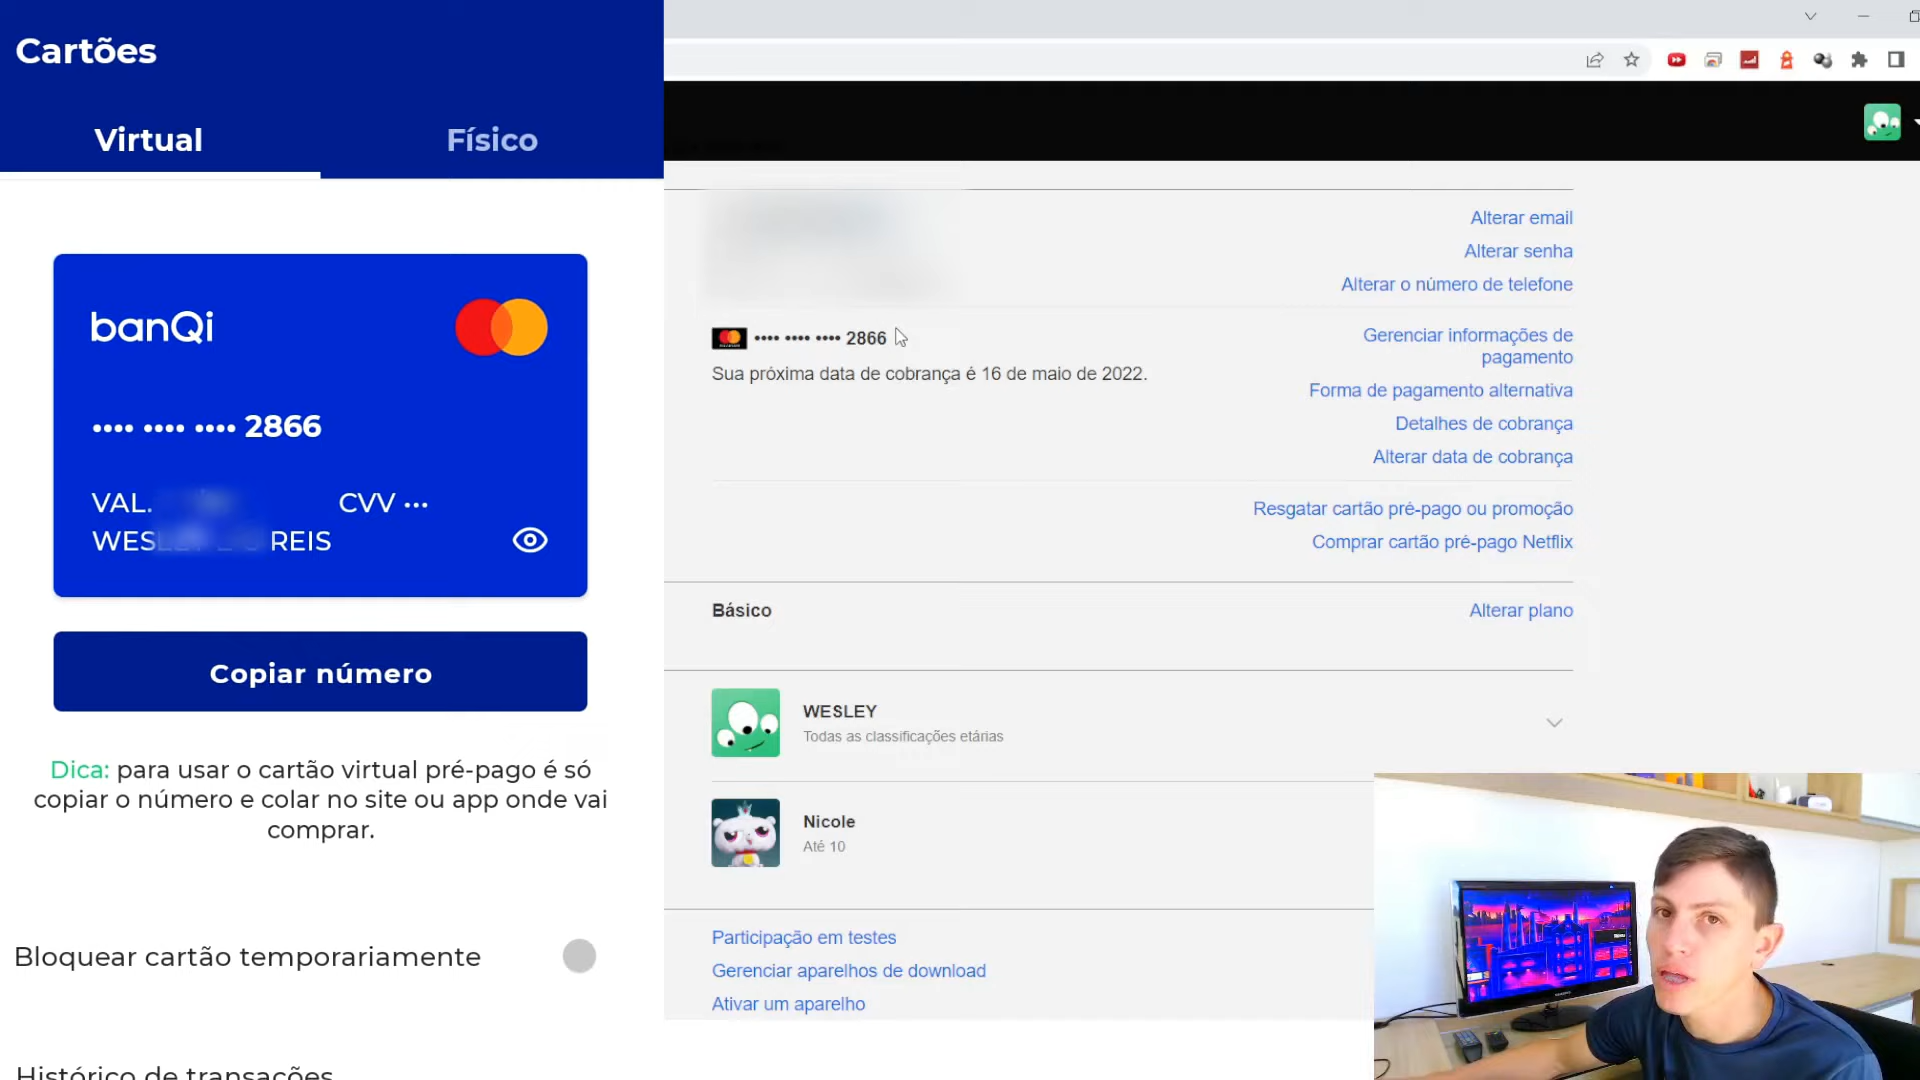 Cartões
Virtual
Físico
banQi
•••• •••• •••• 2866
VAL.
CVV •••
WES
REIS
Copiar número
Dica: para usar o cartão virtual pré-pago é só
copiar o número e colar no site ou app onde vai
comprar.
Bloquear cartão temporariamente
Histórico de transações
Alterar email
Alterar senha
Alterar o número de telefone
•••• •••• •••• 2866
Sua próxima data de cobrança é 16 de maio de 2022.
Gerenciar informações de
pagamento
Forma de pagamento alternativa
Detalhes de cobrança
Alterar data de cobrança
Resgatar cartão pré-pago ou promoção
Comprar cartão pré-pago Netflix
Básico
Alterar plano
WESLEY
Todas as classificações etárias
Nicole
Até 10
Participação em testes
Gerenciar aparelhos de download
Ativar um aparelho